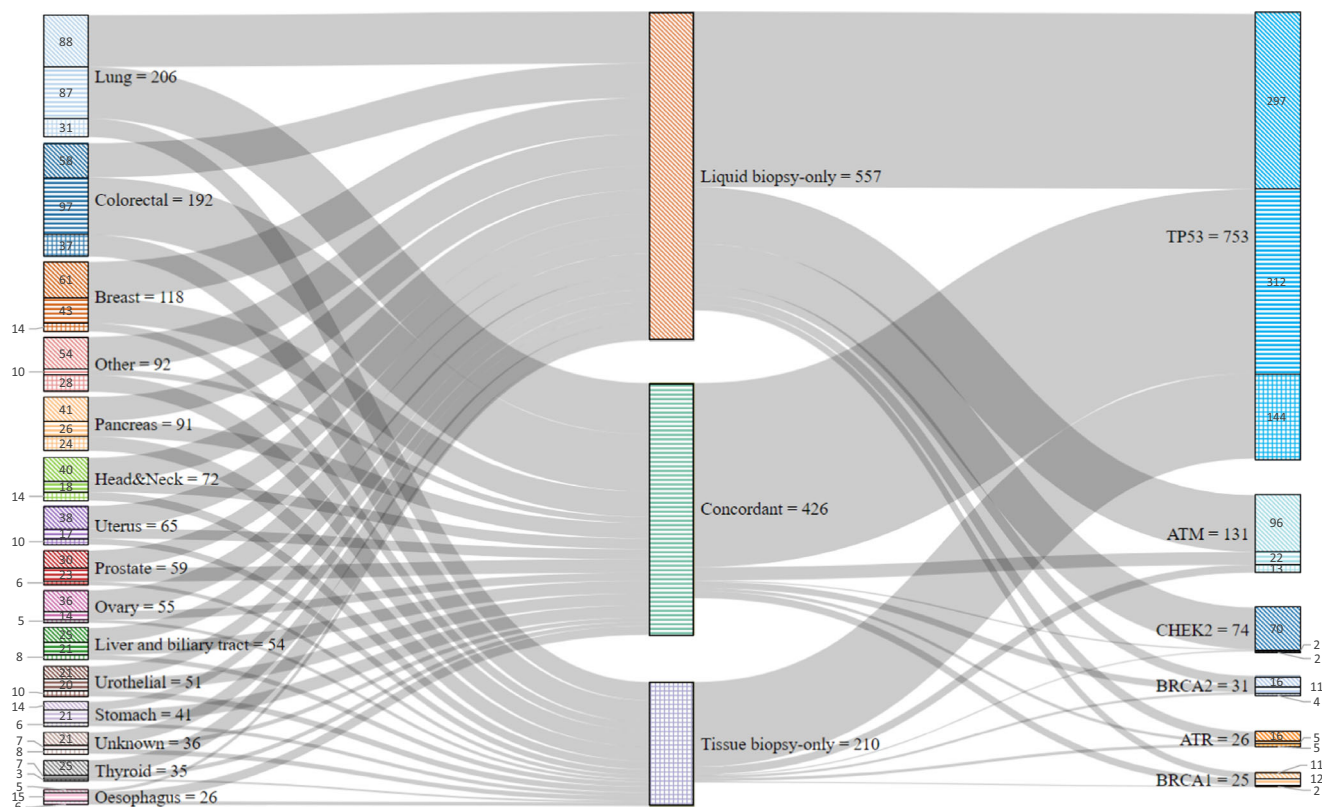 88
Lung = 206
87
31
58
Colorectal = 192
97
37
61
Breast = 118
43
14
54
Other = 92
10
28
41
Pancreas = 91
26
24
40
Head&Neck = 72
18
14
38
Uterus = 65
17
10
30
Prostate = 59
23
6
36
Ovary = 55
14
5
25
Liver and biliary tract = 54
21
8
21
Urothelial = 51
20
10
14
Stomach = 41
21
6
21
Unknown = 36
7
8
25
Thyroid = 35
7
3
5
Oesophagus = 26
15
6
Liquid biopsy-only = 557
Concordant = 426
Tissue biopsy-only = 210
297
TP53 = 753
312
144
96
ATM = 131
22
13
CHEK2 = 74
70
2
2
16
BRCA2 = 31
11
4
16
ATR = 26
5
5
11
BRCA1 = 25
12
2